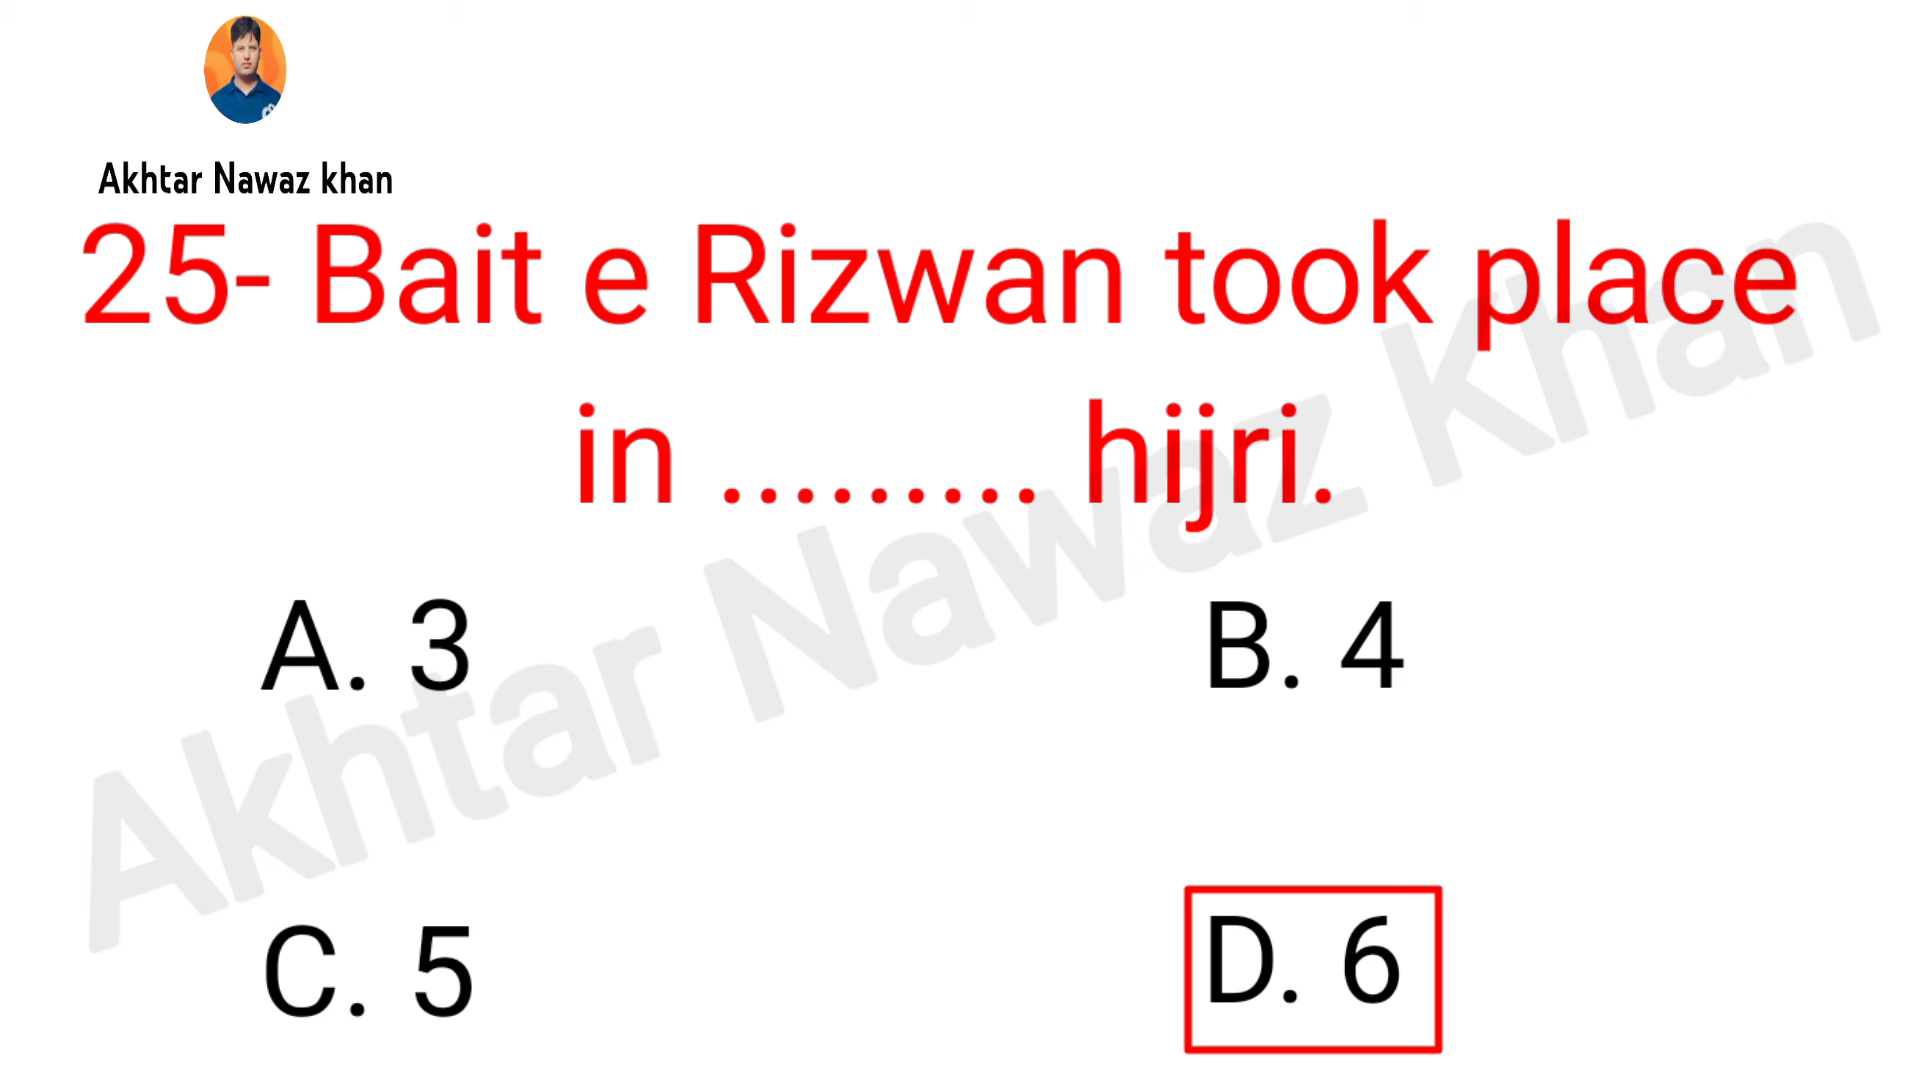 Akhtar Nawaz khan
25- Bait e Rizwan took place
in ......... hijri.
A. 3
B. 4
C. 5
D. 6
Akhtar Nawaz Khan